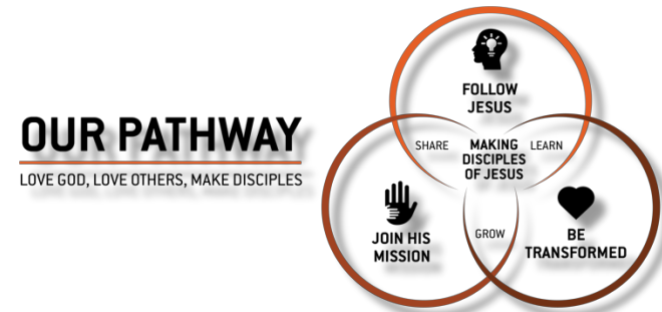 OUR PATHWAY
LOVE GOD, LOVE OTHERS, MAKE DISCIPLES
FOLLOW
JESUS
SHARE
MAKING
DISCIPLES
OF JESUS
LEARN
JOIN HIS
MISSION
GROW
BE
TRANSFORMED